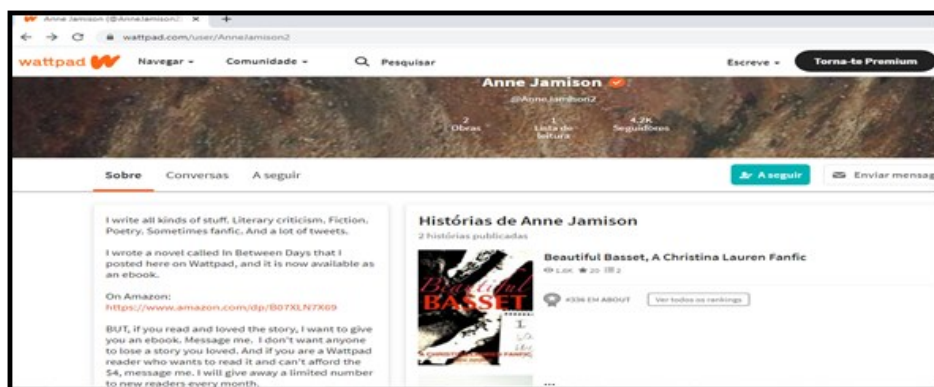 Anne Jamison (@AnneJamison2)
wattpad.com/user/AnneJamison2
wattpad Navegar Comunidade Pesquisar Escreve Torna-te Premium
Anne Jamison
@AnneJamison2
2 1 4.2K
Obras Lista de leitura Seguidores
Sobre Conversas A seguir A seguir Enviar mensag
I write all kinds of stuff. Literary criticism. Fiction.
Poetry. Sometimes fanfic. And a lot of tweets.
I wrote a novel called In Between Days that I
posted here on Wattpad, and it is now available as
an ebook.
On Amazon:
https://www.amazon.com/dp/B07XLN7X69
BUT, if you read and loved the story, I want to give
you an ebook. Message me. I don't want anyone
to lose a story you loved. And if you are a Wattpad
reader who wants to read it and can't afford the
$4, message me. I will give away a limited number
to new readers every month.
Histórias de Anne Jamison
2 histórias publicadas
Beautiful
BASSET
A CHRISTINA LAUREN FANFIC
Beautiful Basset, A Christina Lauren Fanfic
1.6K 20 2
#336 EM ABOUT Ver todos os rankings
...